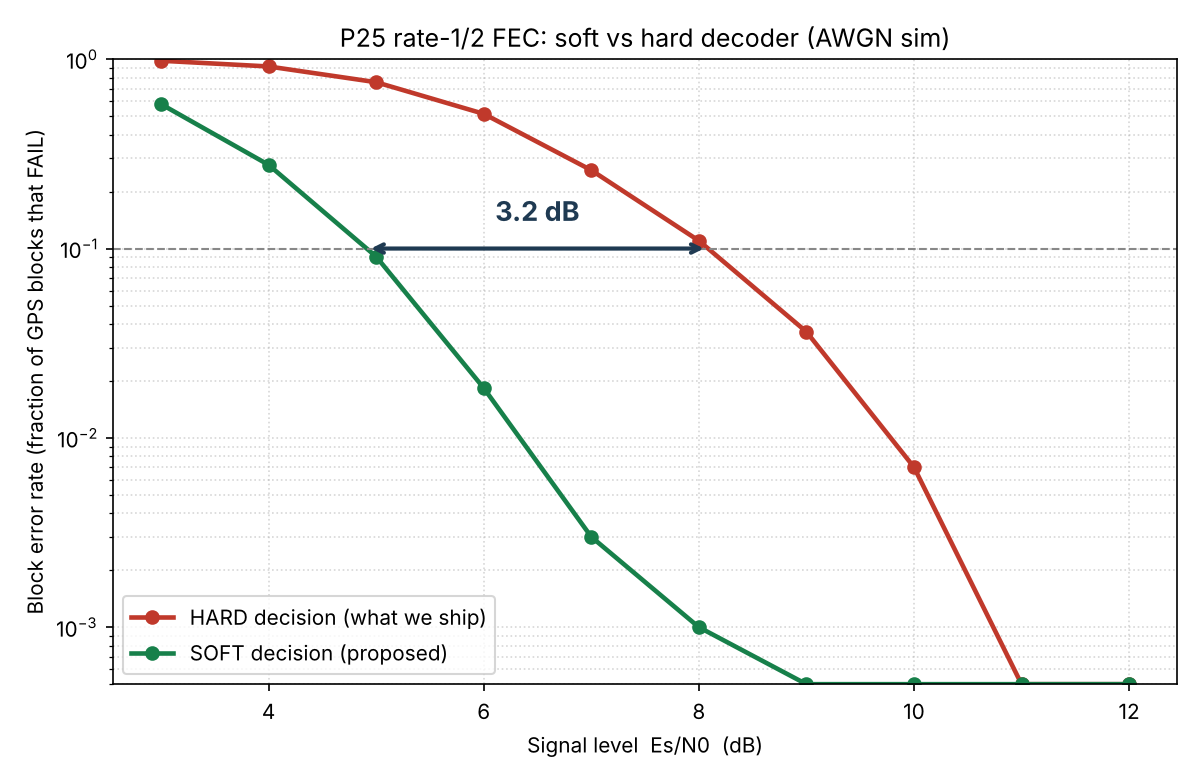 P25 rate-1/2 FEC: soft vs hard decoder (AWGN sim)
Block error rate (fraction of GPS blocks that FAIL)
10⁰
10⁻¹
10⁻²
10⁻³
3.2 dB
HARD decision (what we ship)
SOFT decision (proposed)
4 6 8 10 12
Signal level Es/N0 (dB)